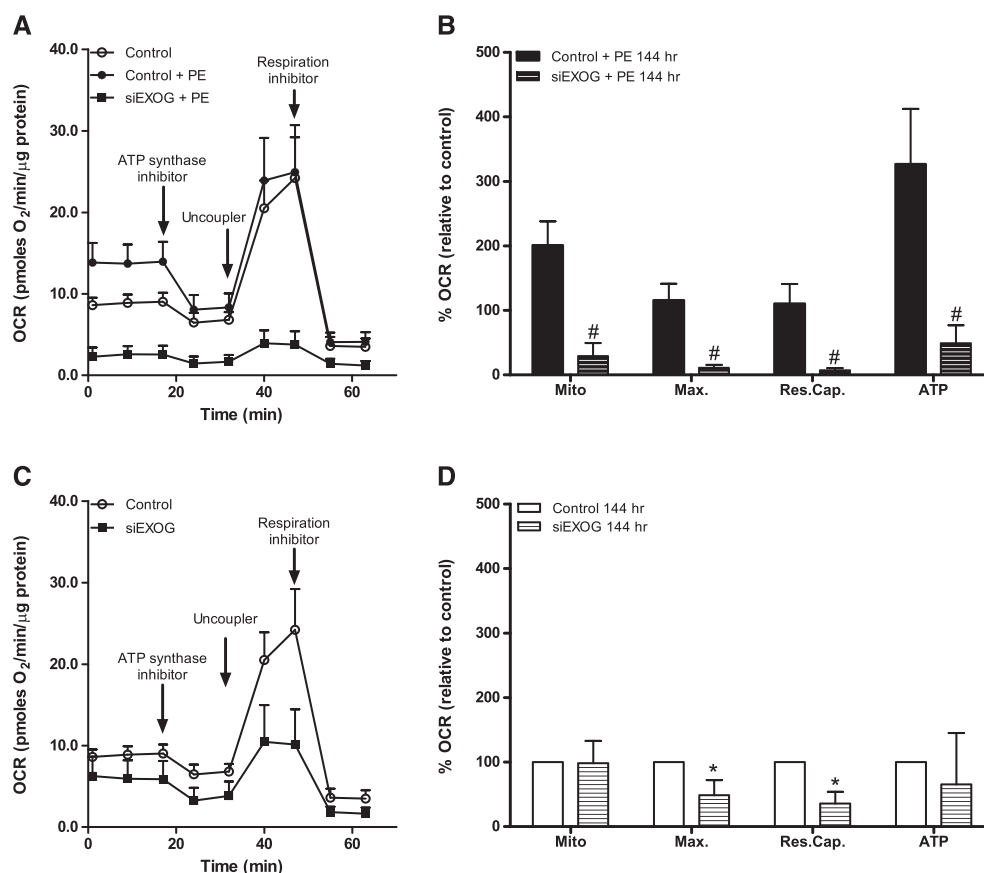 A
OCR (pmoles O2/min/μg protein)
40.0
30.0
20.0
10.0
0.0
Control
Control + PE
siEXOG + PE
ATP synthase
inhibitor
Uncoupler
Respiration
inhibitor
0
20
40
60
Time (min)
B
% OCR (relative to control)
500
400
300
200
100
0
Control + PE 144 hr
siEXOG + PE 144 hr
#
#
#
#
Mito
Max.
Res.Cap.
ATP
C
OCR (pmoles O2/min/μg protein)
40.0
30.0
20.0
10.0
0.0
Control
siEXOG
ATP synthase
inhibitor
Uncoupler
Respiration
inhibitor
0
20
40
60
Time (min)
D
% OCR (relative to control)
500
400
300
200
100
0
Control 144 hr
siEXOG 144 hr
*
*
Mito
Max.
Res.Cap.
ATP